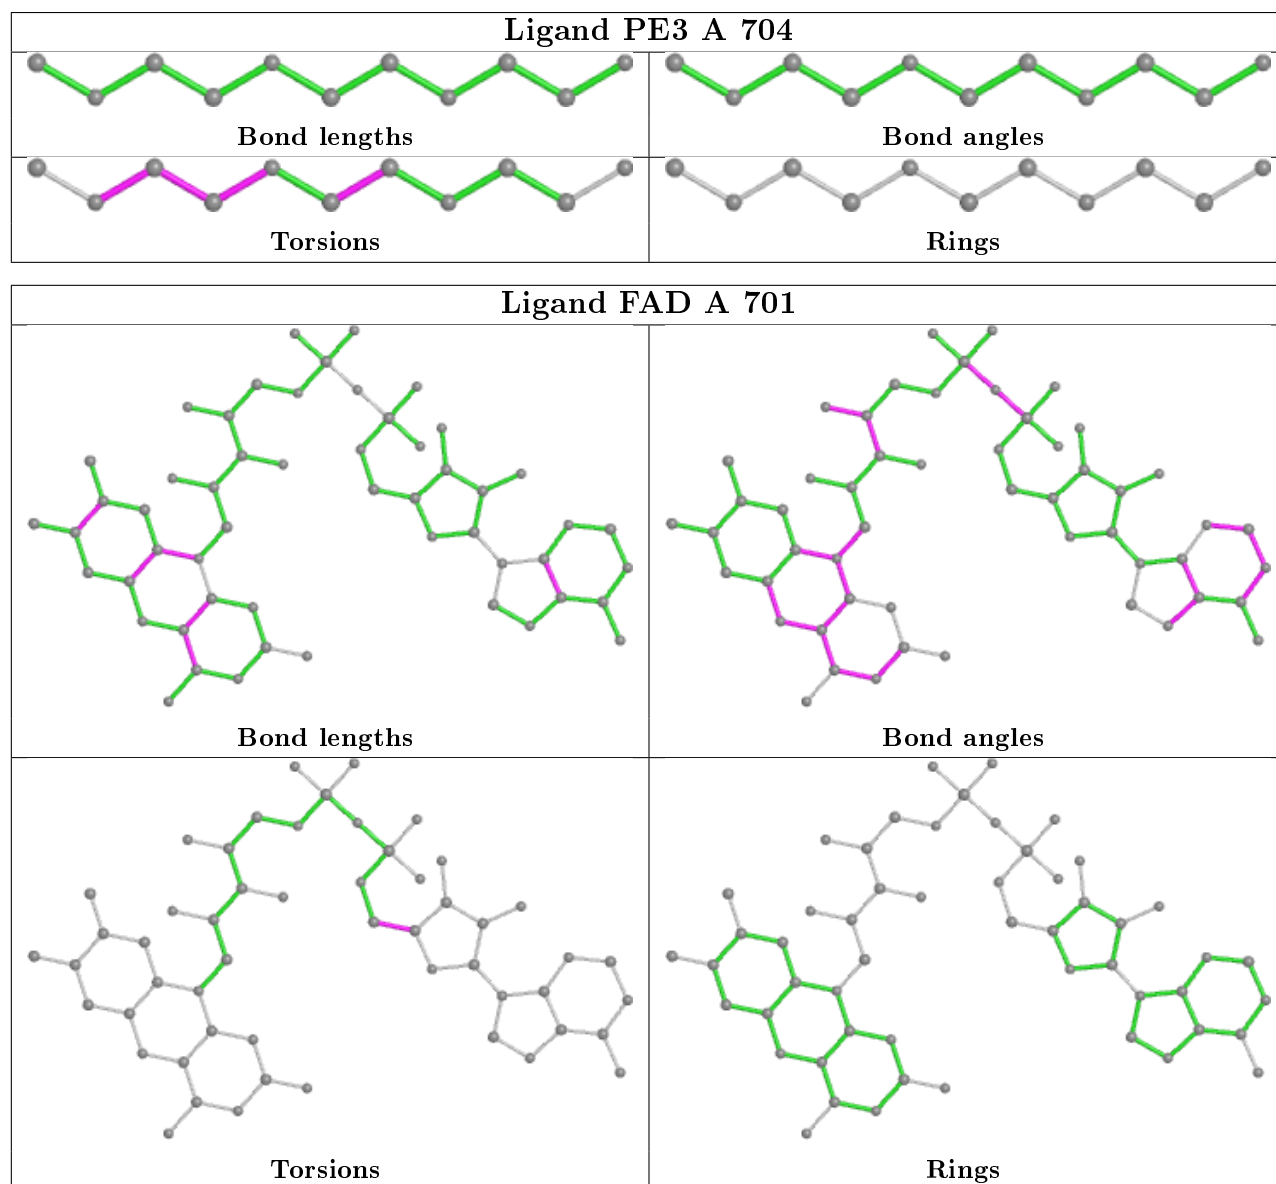 Ligand PE3 A 704
Bond lengths
Bond angles
Torsions
Rings
Ligand FAD A 701
Bond lengths
Bond angles
Torsions
Rings